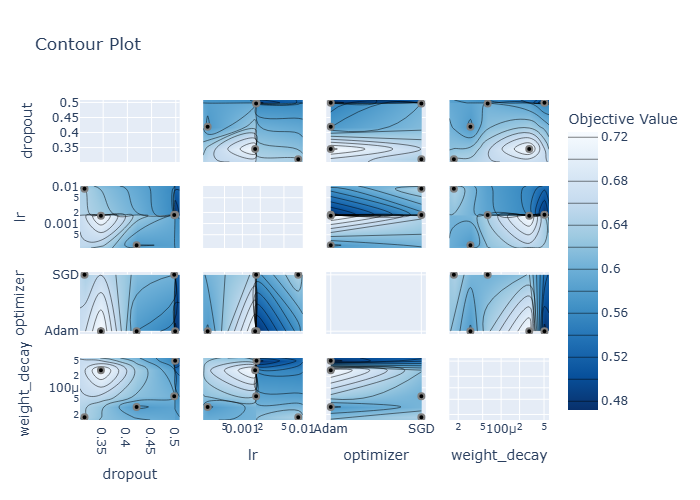 Contour Plot
Objective Value
dropout
0.5
0.45
0.4
0.35
lr
0.01
5
2
0.001
5
optimizer
SGD
Adam
weight_decay
5
2
100μ
5
2
0.35
0.4
0.45
0.5
dropout
5
0.001
2
5
0.01
lr
Adam
SGD
optimizer
2
5
100μ
2
5
weight_decay
0.72
0.68
0.64
0.6
0.56
0.52
0.48